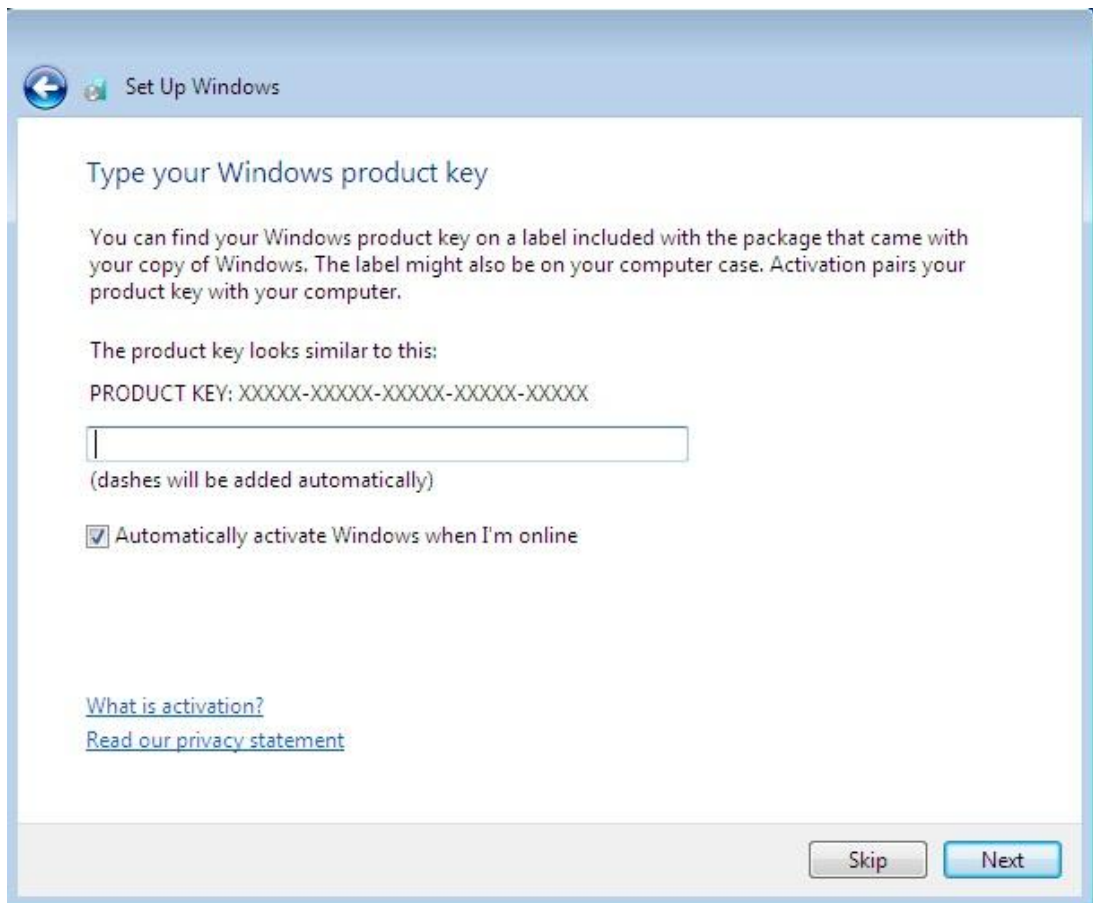 Set Up Windows
Type your Windows product key
You can find your Windows product key on a label included with the package that came with
your copy of Windows. The label might also be on your computer case. Activation pairs your
product key with your computer.
The product key looks similar to this:
PRODUCT KEY: XXXXX-XXXXX-XXXXX-XXXXX-XXXXX
(dashes will be added automatically)
Automatically activate Windows when I'm online
What is activation?
Read our privacy statement
Skip Next